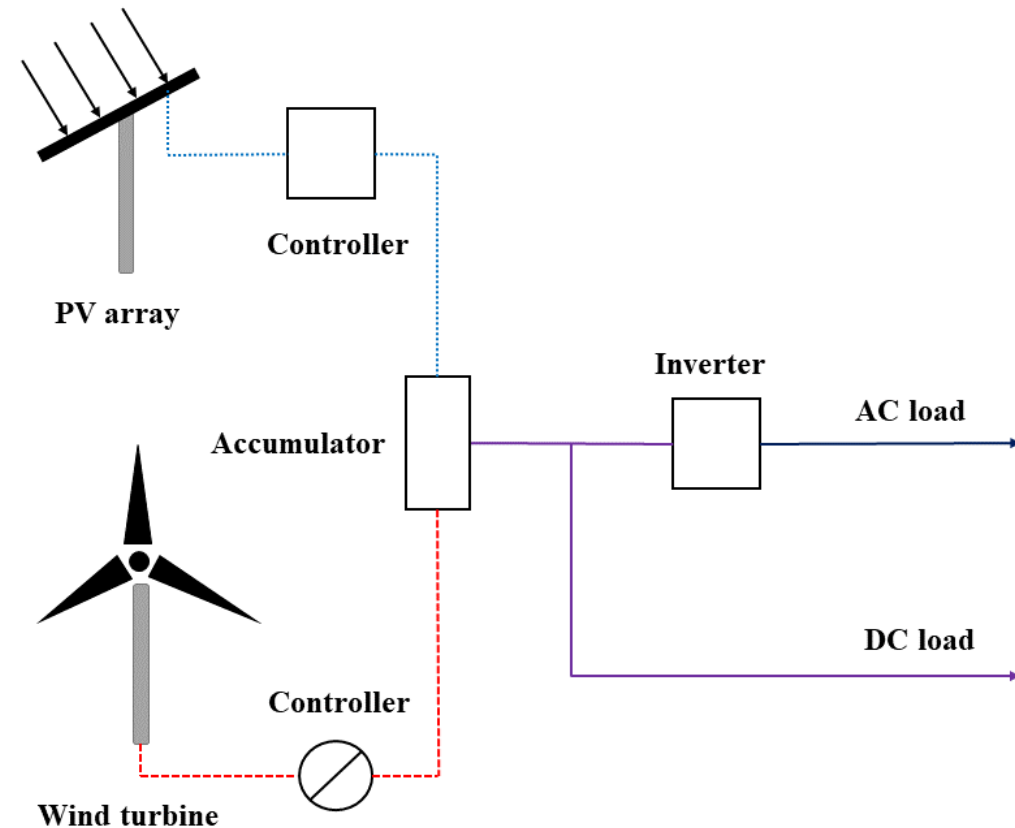 Controller
PV array
Inverter
AC load
Accumulator
DC load
Controller
Wind turbine